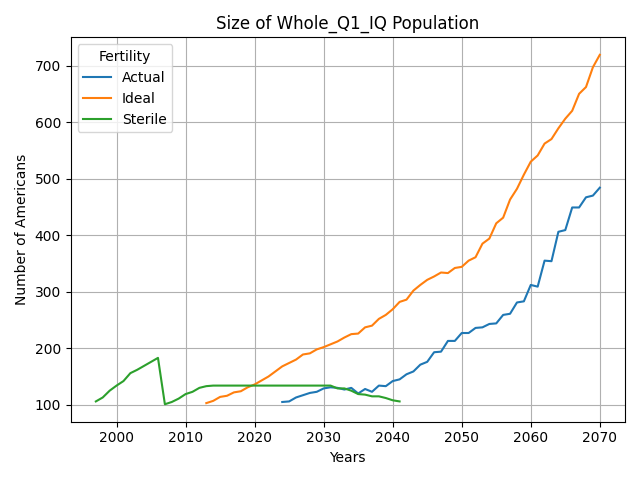 Size of Whole_Q1_IQ Population
Fertility
Actual
Ideal
Sterile
Number of Americans
700
600
500
400
300
200
100
2000 2010 2020 2030 2040 2050 2060 2070
Years